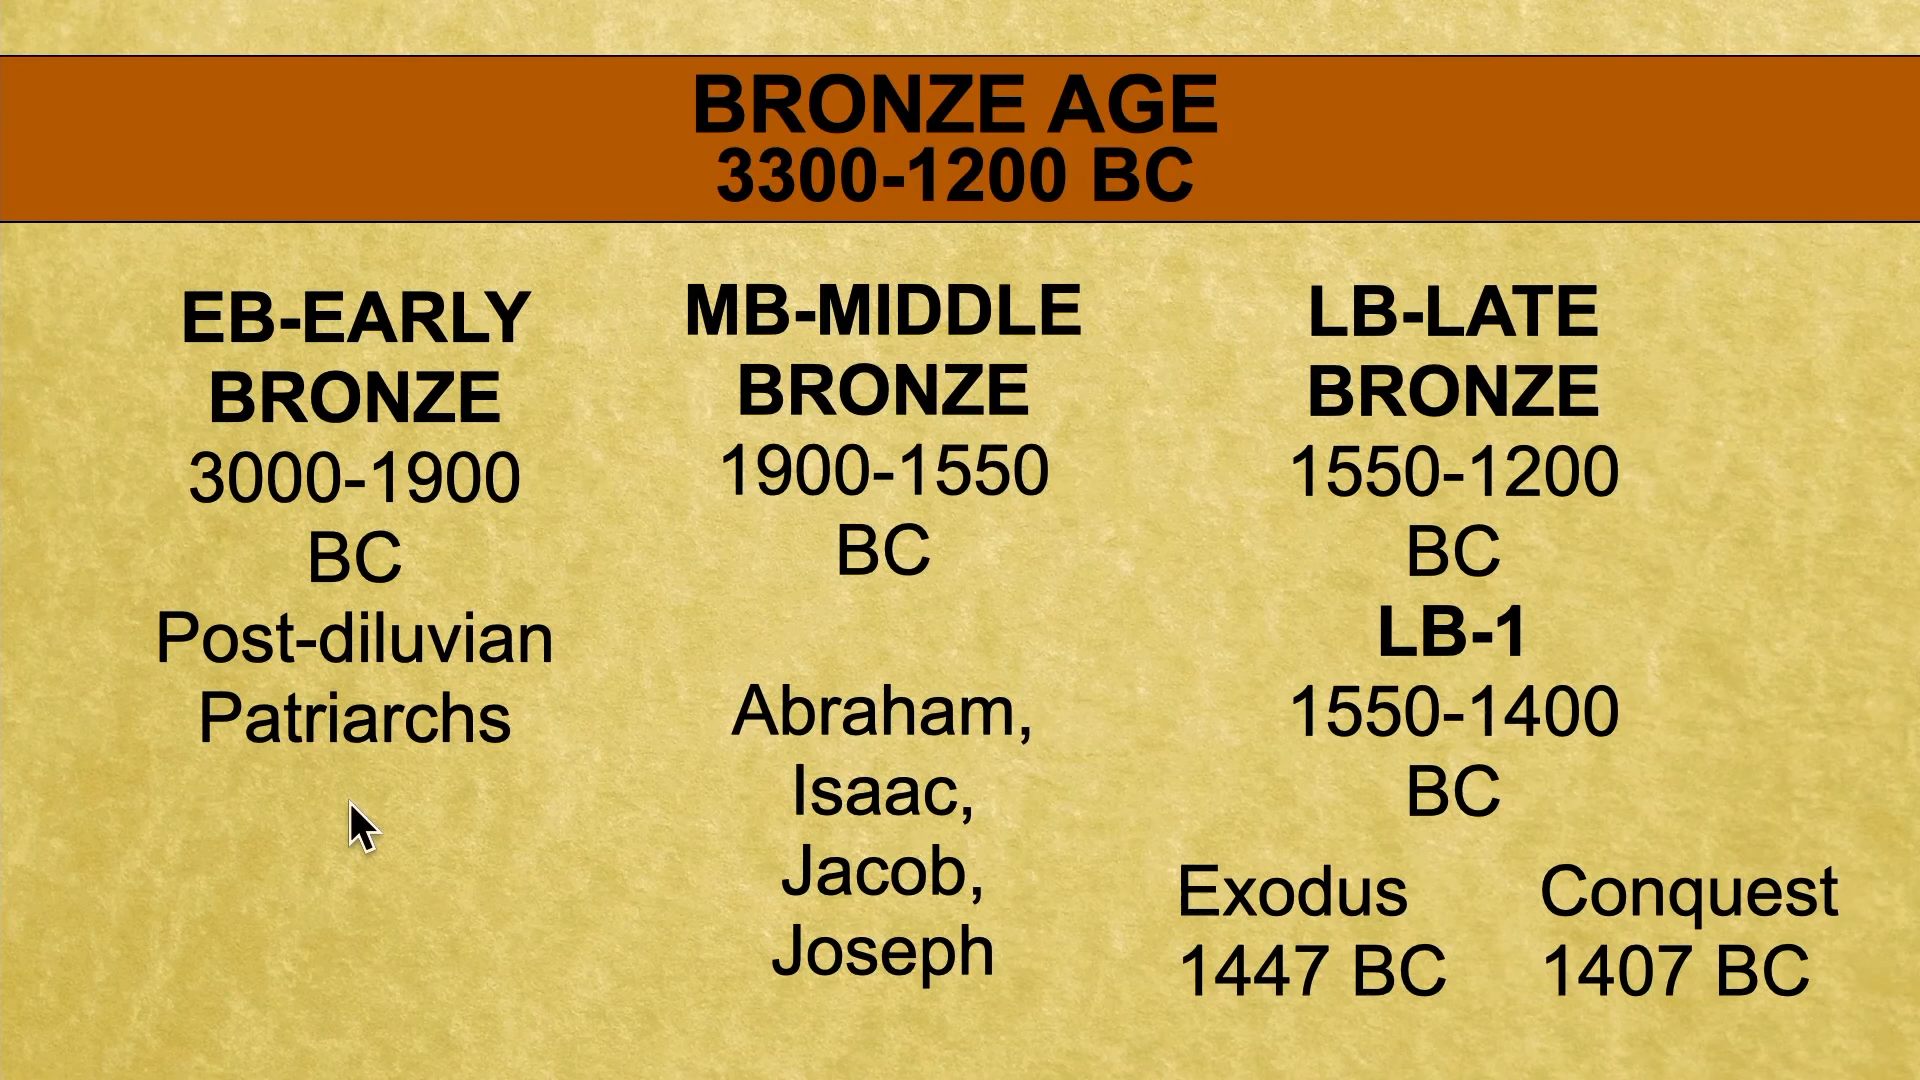 BRONZE AGE
3300-1200 BC
EB-EARLY
BRONZE
3000-1900
BC
Post-diluvian
Patriarchs
MB-MIDDLE
BRONZE
1900-1550
BC
Abraham,
Isaac,
Jacob,
Joseph
LB-LATE
BRONZE
1550-1200
BC
LB-1
1550-1400
BC
Exodus
1447 BC
Conquest
1407 BC